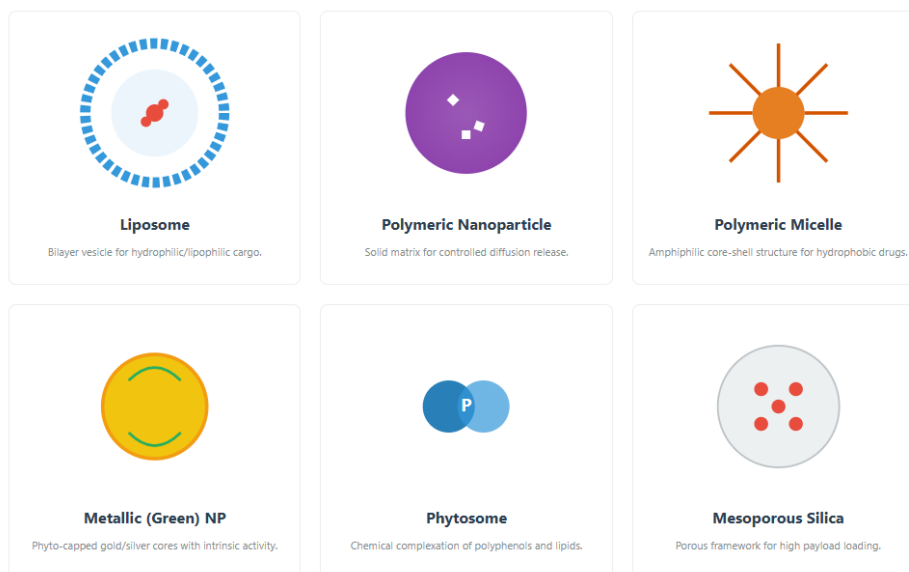 Liposome
Bilayer vesicle for hydrophilic/lipophilic cargo.
Polymeric Nanoparticle
Solid matrix for controlled diffusion release.
Polymeric Micelle
Amphiphilic core-shell structure for hydrophobic drugs.
P
Metallic (Green) NP
Phyto-capped gold/silver cores with intrinsic activity.
Phytosome
Chemical complexation of polyphenols and lipids.
Mesoporous Silica
Porous framework for high payload loading.